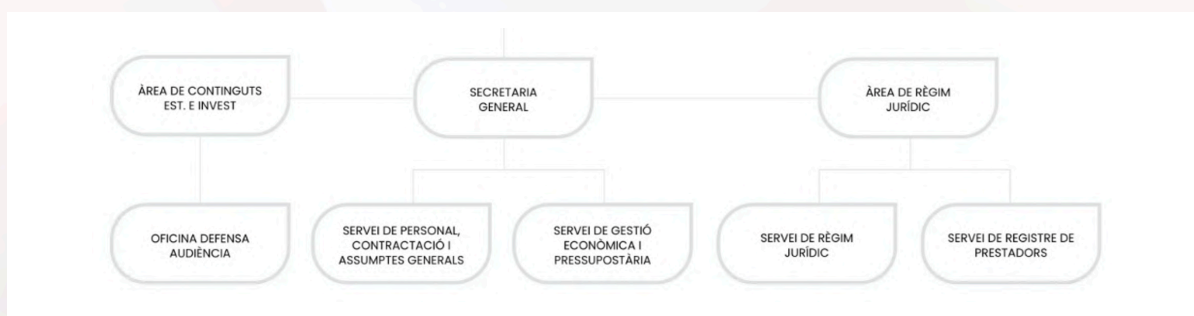 ÀREA DE CONTINGUTS
EST. E INVEST
SECRETARIA
GENERAL
ÀREA DE RÈGIM
JURÍDIC
OFICINA DEFENSA
AUDIÈNCIA
SERVEI DE PERSONAL,
CONTRACTACIÓ I
ASSUMPTES GENERALS
SERVEI DE GESTIÓ
ECONÒMICA I
PRESSUPOSTÀRIA
SERVEI DE RÈGIM
JURÍDIC
SERVEI DE REGISTRE DE
PRESTADORS